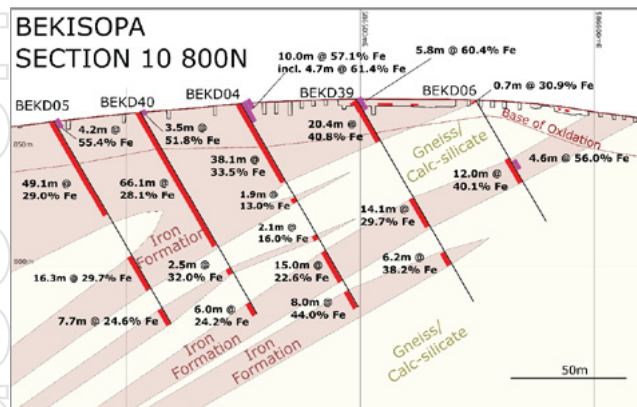 BEKISOPA
SECTION 10 800N
10.0m @ 57.1% Fe
incl. 4.7m @ 61.4% Fe
5.8m @ 60.4% Fe
BEKD05
BEKD40
BEKD04
BEKD39
BEKD06
0.7m @ 30.9% Fe
4.2m @
55.4% Fe
3.5m @
51.8% Fe
20.4m @
40.8% Fe
Gneiss/
Calc-silicate
Base of Oxidation
850m
38.1m @
33.5% Fe
4.6m @ 56.0% Fe
49.1m @
29.0% Fe
66.1m @
28.1% Fe
1.9m @
13.0% Fe
12.0m @
40.1% Fe
14.1m @
29.7% Fe
Iron
Formation
2.1m @
16.0% Fe
16.3m @ 29.7% Fe
2.5m @
32.0% Fe
15.0m @
22.6% Fe
6.2m @
38.2% Fe
800m
7.7m @ 24.6% Fe
6.0m @
24.2% Fe
8.0m @
44.0% Fe
Iron
Formation
Iron
Formation
Gneiss/
Calc-silicate
50m